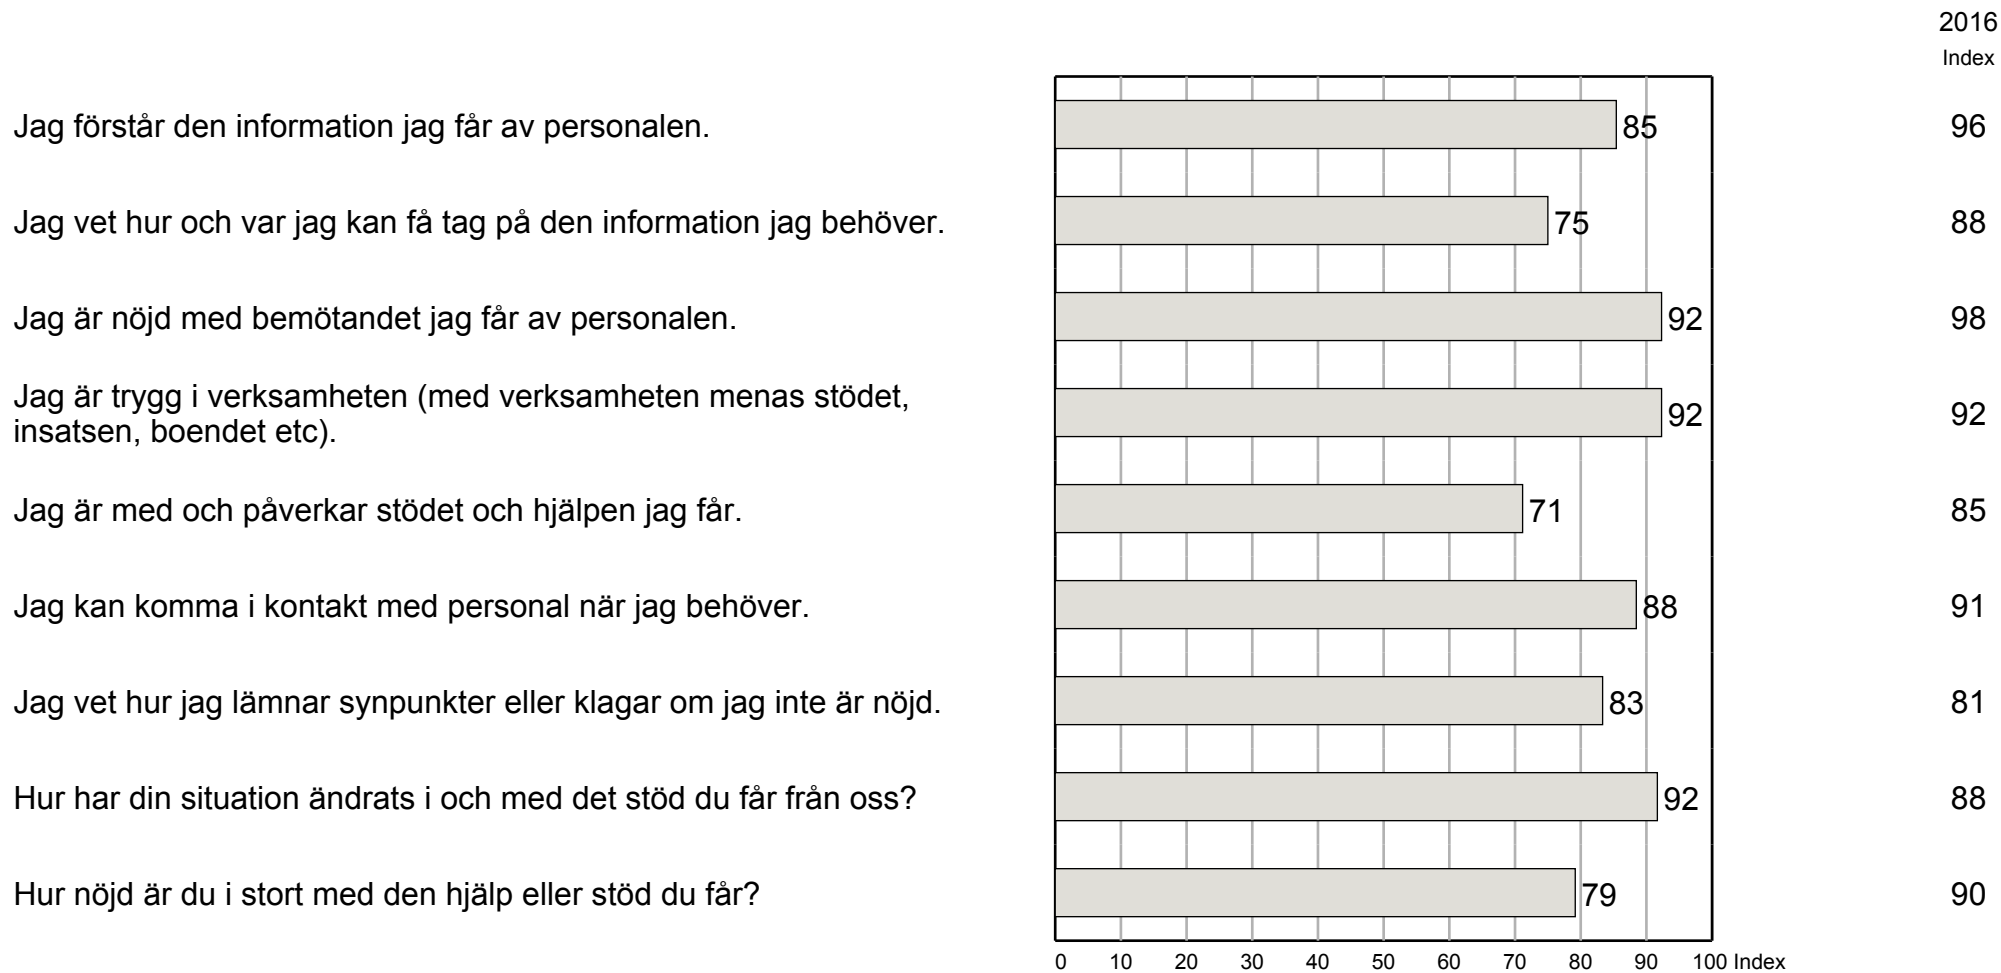 2016
Index
Jag förstår den information jag får av personalen. 85 96
Jag vet hur och var jag kan få tag på den information jag behöver. 75 88
Jag är nöjd med bemötandet jag får av personalen. 92 98
Jag är trygg i verksamheten (med verksamheten menas stödet,
insatsen, boendet etc). 92 92
Jag är med och påverkar stödet och hjälpen jag får. 71 85
Jag kan komma i kontakt med personal när jag behöver. 88 91
Jag vet hur jag lämnar synpunkter eller klagar om jag inte är nöjd. 83 81
Hur har din situation ändrats i och med det stöd du får från oss? 92 88
Hur nöjd är du i stort med den hjälp eller stöd du får? 79 90
0 10 20 30 40 50 60 70 80 90 100 Index